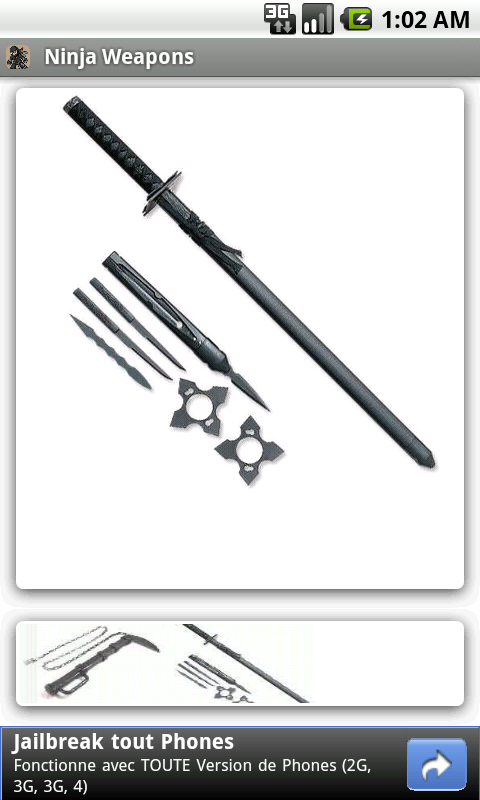 3G 1:02 AM
Ninja Weapons
Jailbreak tout Phones
Fonctionne avec TOUTE Version de Phones (2G,
3G, 3G, 4)